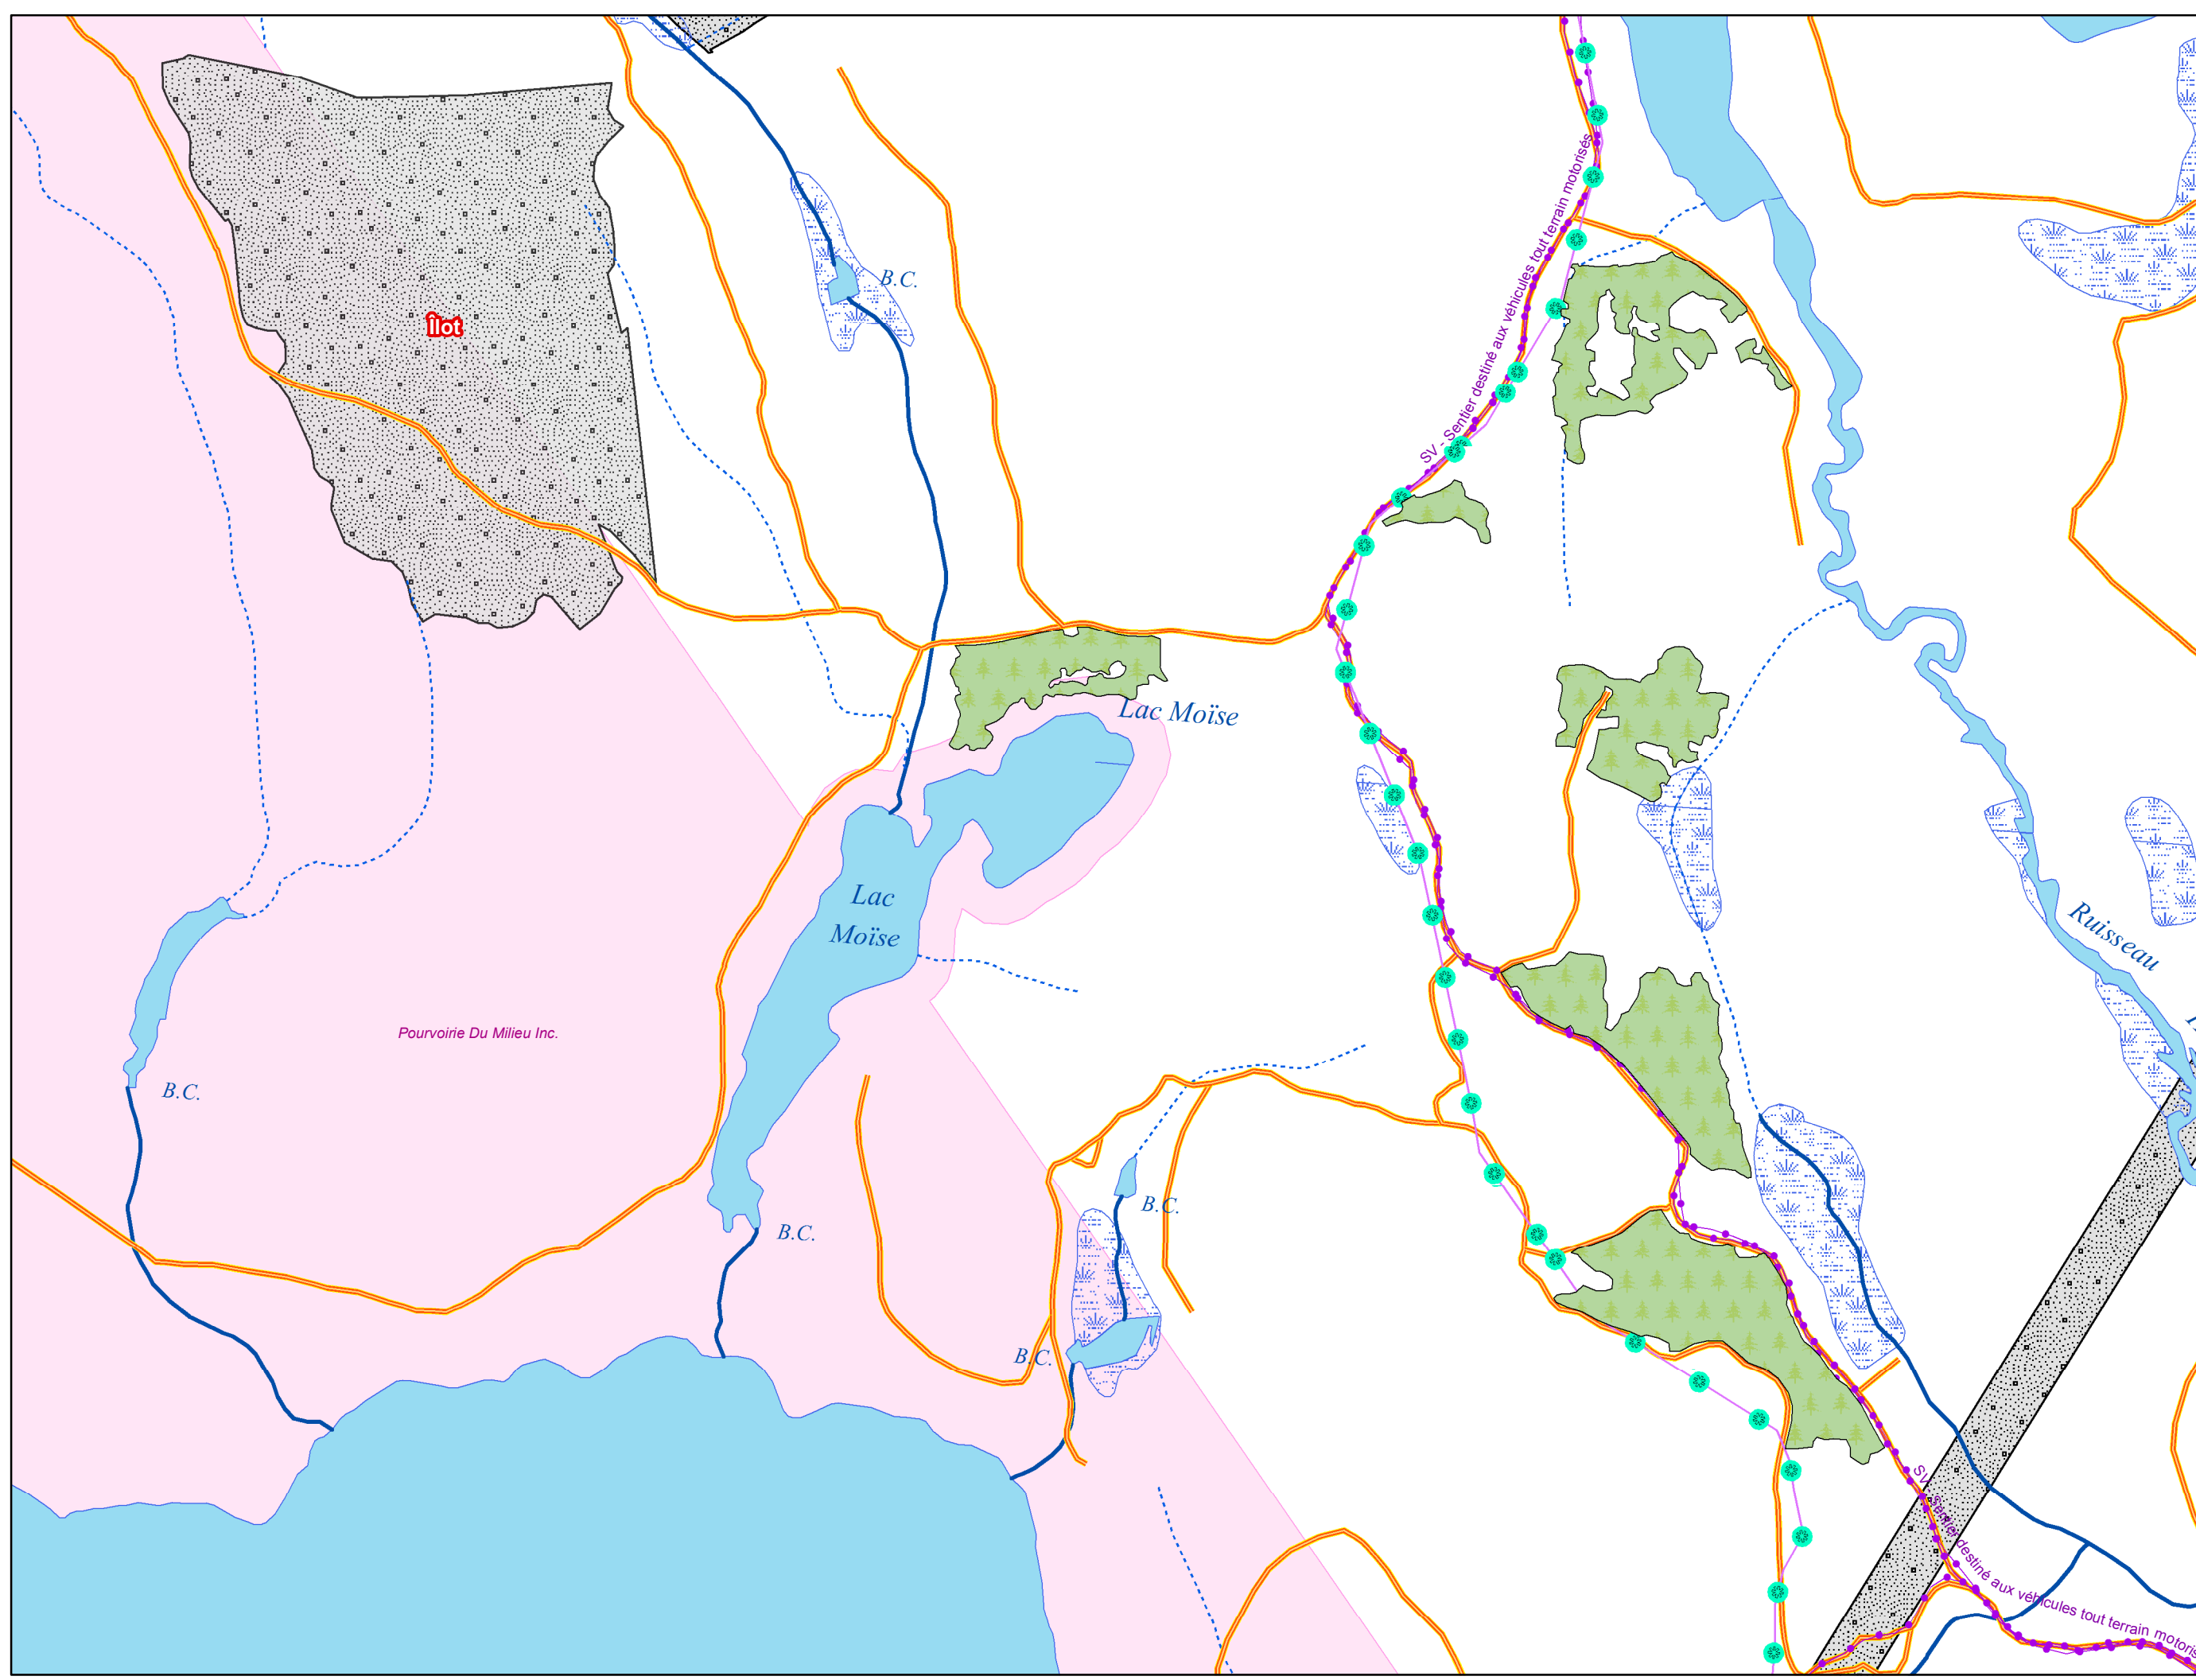 SV - Sentier destiné aux véhicules tout terrain motorisés
B.C.
Îlot
Lac Moïse
Lac
Moïse
Ruisseau
Pourvoirie Du Milieu Inc.
B.C.
B.C.
B.C.
B.C.
SV - Sentier destiné aux véhicules tout terrain motoris